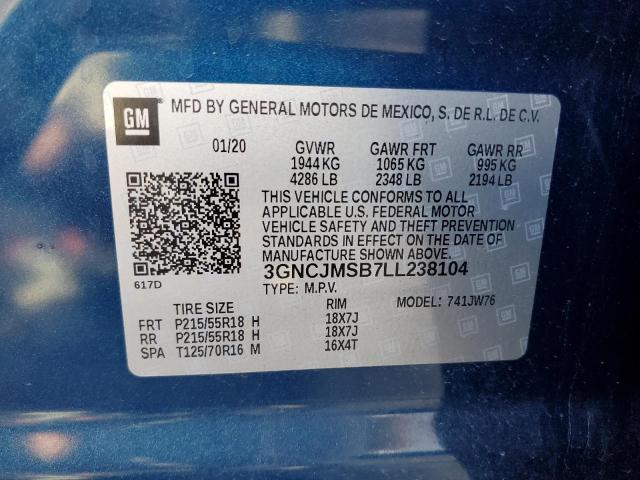 GM MFD BY GENERAL MOTORS DE MEXICO, S. DE R.L. DE C.V.
01/20 GVWR GAWR FRT GAWR RR
1944 KG 1065 KG 995 KG
4286 LB 2348 LB 2194 LB
THIS VEHICLE CONFORMS TO ALL
APPLICABLE U.S. FEDERAL MOTOR
VEHICLE SAFETY AND THEFT PREVENTION
STANDARDS IN EFFECT ON THE DATE OF
MANUFACTURE SHOWN ABOVE.
3GNCJMSB7LL238104
617D TYPE: M.P.V.
TIRE SIZE RIM MODEL: 741JW76
FRT P215/55R18 H 18X7J
RR P215/55R18 H 18X7J
SPA T125/70R16 M 16X4T